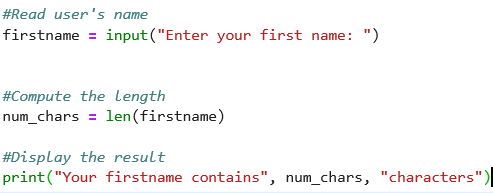 #Read user's name
firstname = input("Enter your first name: ")
#Compute the length
num_chars = len(firstname)
#Display the result
print("Your firstname contains", num_chars, "characters")